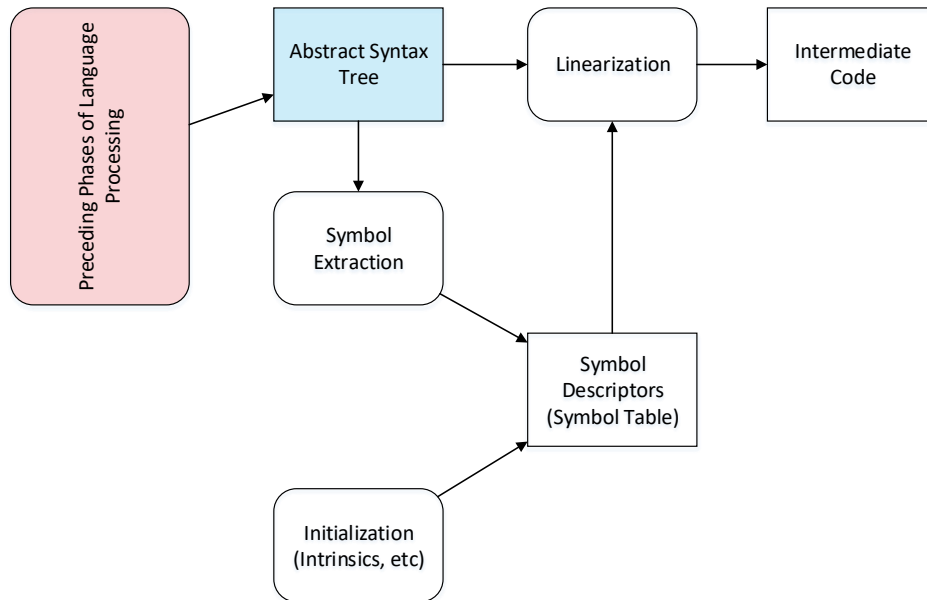 Preceding Phases of Language
Processing
Abstract Syntax
Tree
Linearization
Intermediate
Code
Symbol
Extraction
Symbol
Descriptors
(Symbol Table)
Initialization
(Intrinsics, etc)